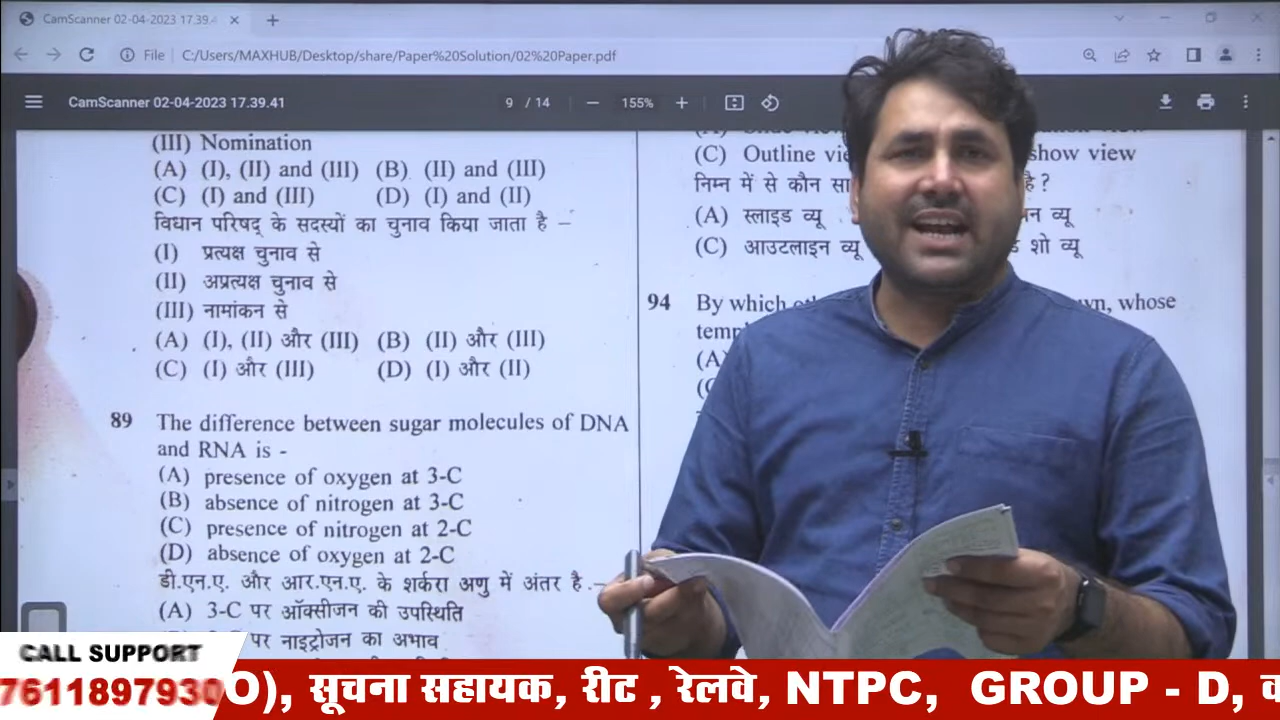 CamScanner 02-04-2023 17.39.4
File C:/Users/MAXHUB/Desktop/share/Paper%20Solution/02%20Paper.pdf
CamScanner 02-04-2023 17.39.41
9 / 14
155%
(III) Nomination
(A) (I), (II) and (III) (B) (II) and (III)
(C) (I) and (III) (D) (I) and (II)
विधान परिषद् के सदस्यों का चुनाव किया जाता है –
(I) प्रत्यक्ष चुनाव से
(II) अप्रत्यक्ष चुनाव से
(III) नामांकन से
(A) (I), (II) और (III) (B) (II) और (III)
(C) (I) और (III) (D) (I) और (II)
89 The difference between sugar molecules of DNA
and RNA is -
(A) presence of oxygen at 3-C
(B) absence of nitrogen at 3-C
(C) presence of nitrogen at 2-C
(D) absence of oxygen at 2-C
डी.एन.ए. और आर.एन.ए. के शर्करा अणु में अंतर है -
(A) 3-C पर ऑक्सीजन की उपस्थिति
पर नाइट्रोजन का अभाव
(C) Outline show view
निम्न में से कौन है ?
(A) स्लाइड व्यू व्यू
(C) आउटलाइन व्यू शो व्यू
94 By which whose
(A)
CALL SUPPORT
7611897930
O), सूचना सहायक, रीट , रेलवे, NTPC, GROUP - D,